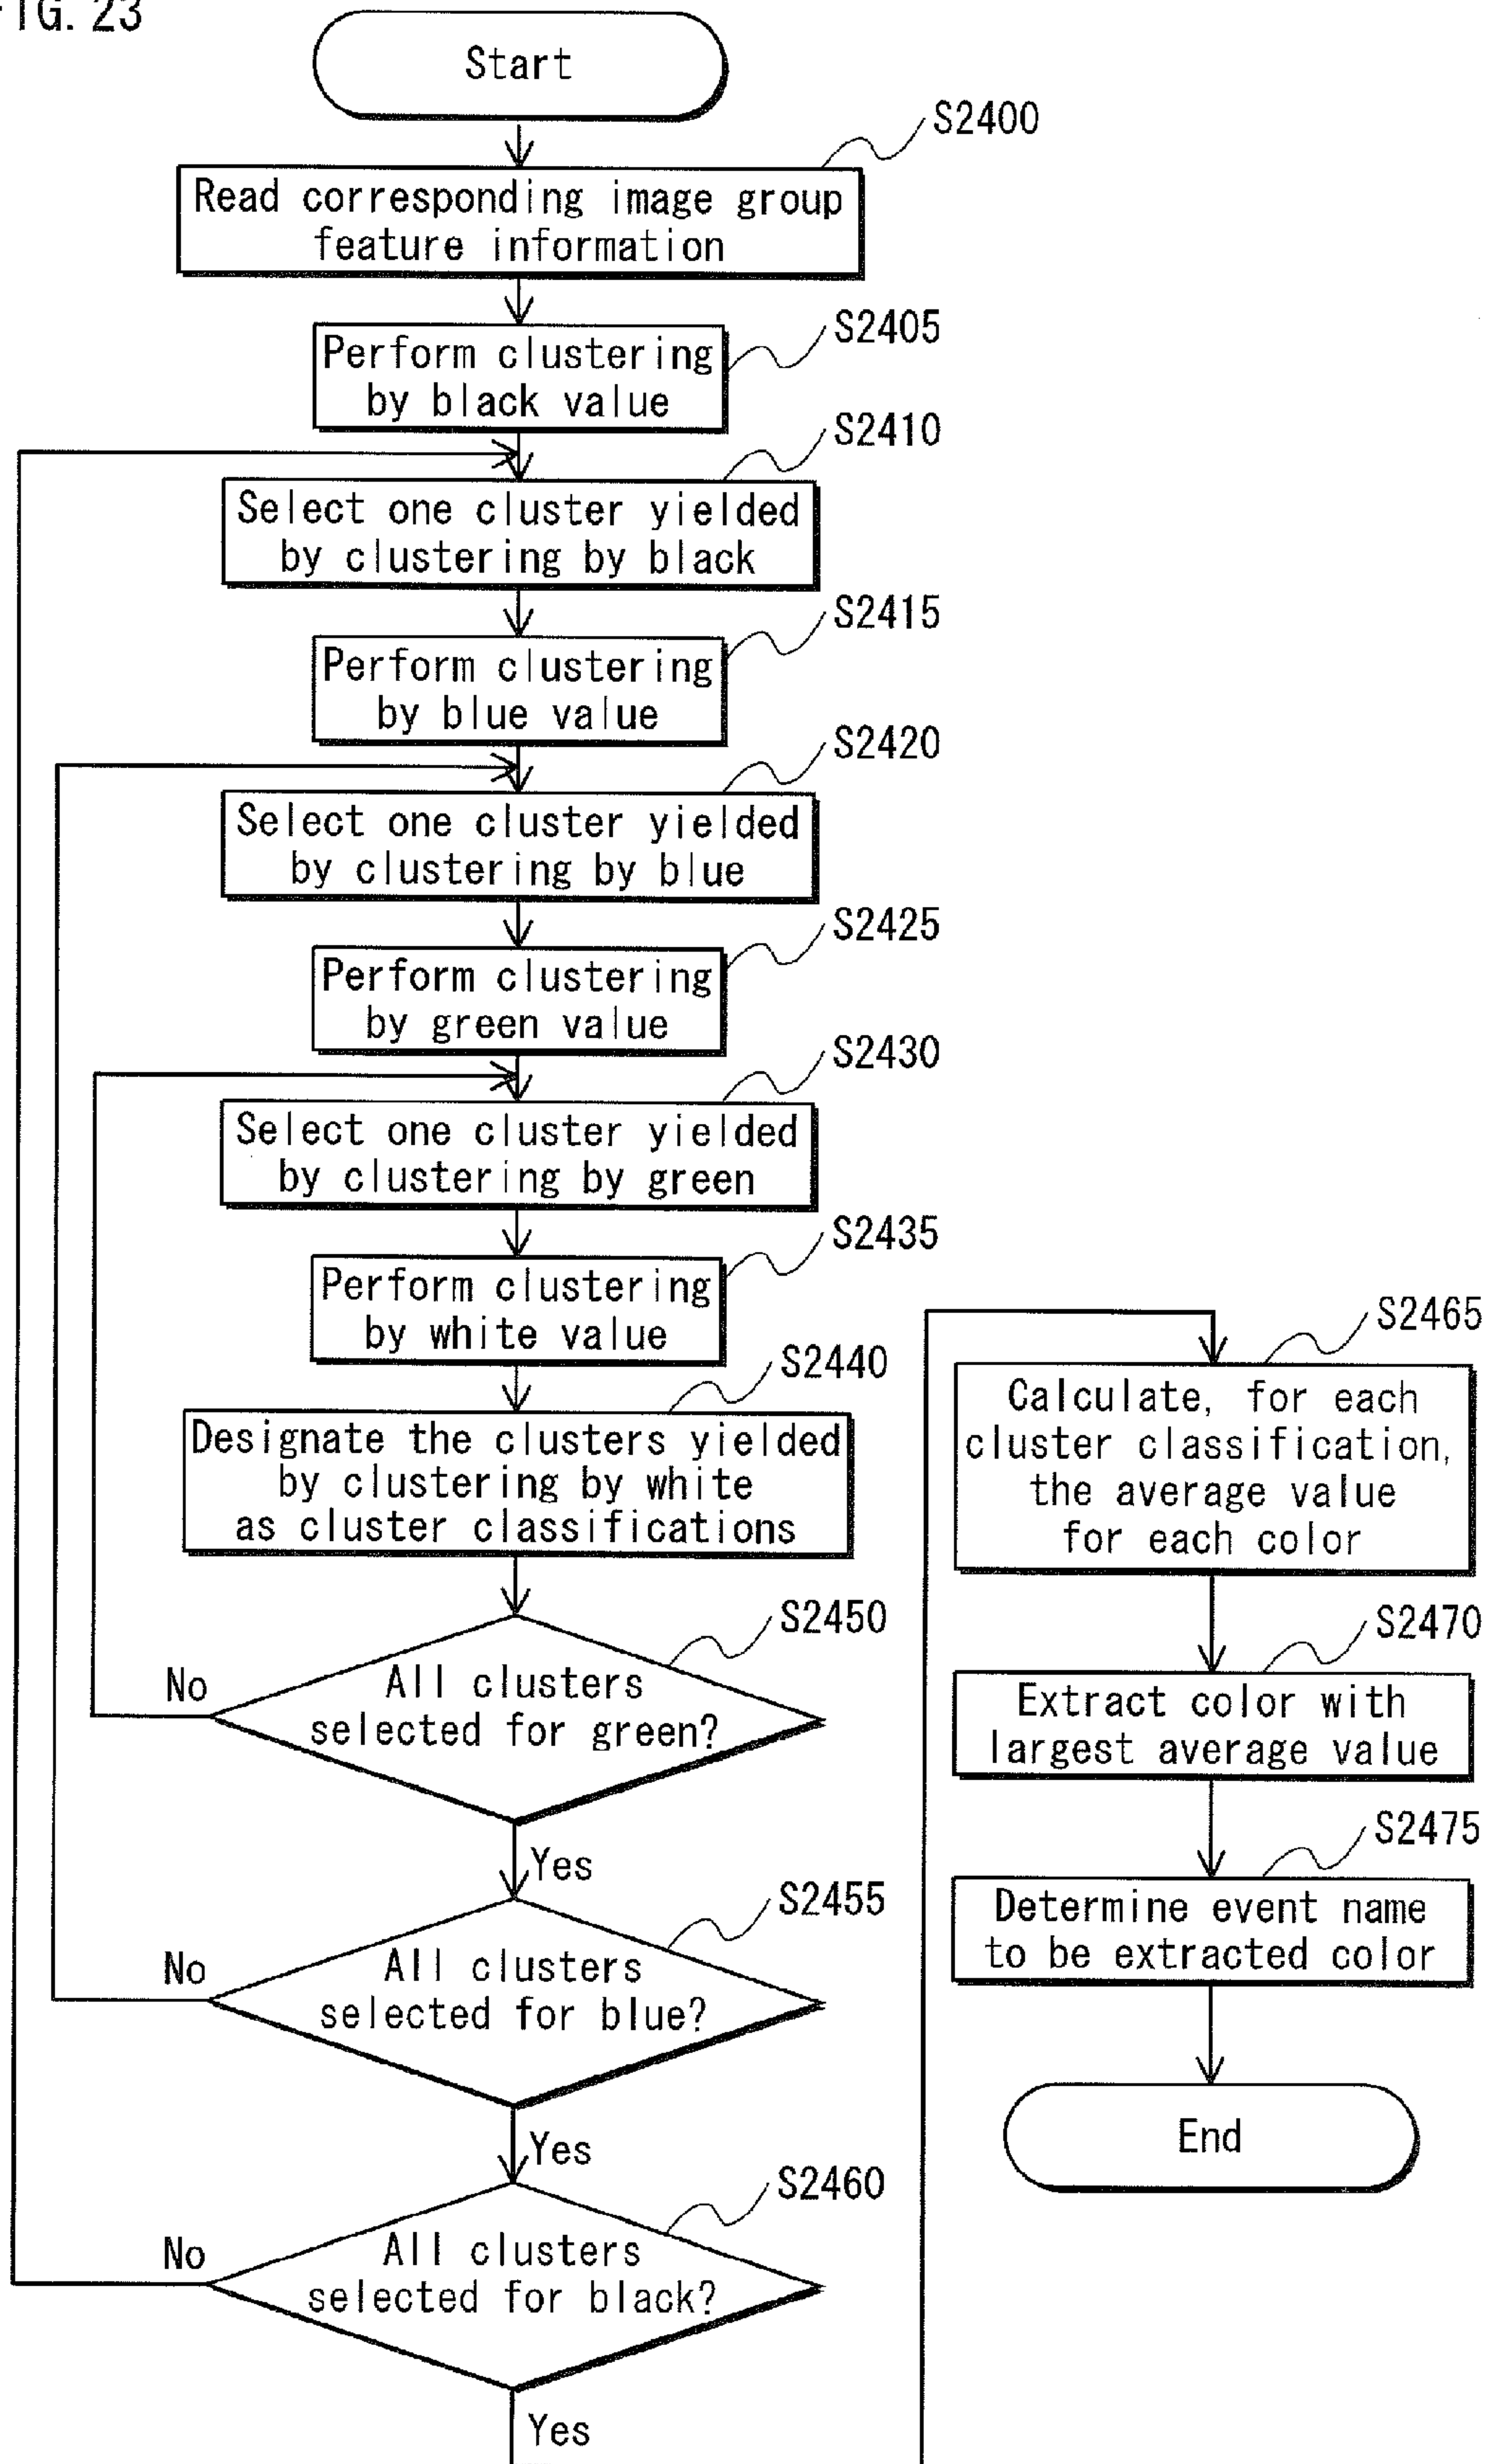 FIG. 23
Start
S2400
Read corresponding image group
feature information
S2405
Perform clustering
by black value
S2410
Select one cluster yielded
by clustering by black
S2415
Perform clustering
by blue value
S2420
Select one cluster yielded
by clustering by blue
S2425
Perform clustering
by green value
S2430
Select one cluster yielded
by clustering by green
S2435
Perform clustering
by white value
S2440
Designate the clusters yielded
by clustering by white
as cluster classifications
S2450
All clusters
selected for green?
No
Yes
S2455
All clusters
selected for blue?
No
Yes
S2460
All clusters
selected for black?
No
Yes
S2465
Calculate, for each
cluster classification,
the average value
for each color
S2470
Extract color with
largest average value
S2475
Determine event name
to be extracted color
End